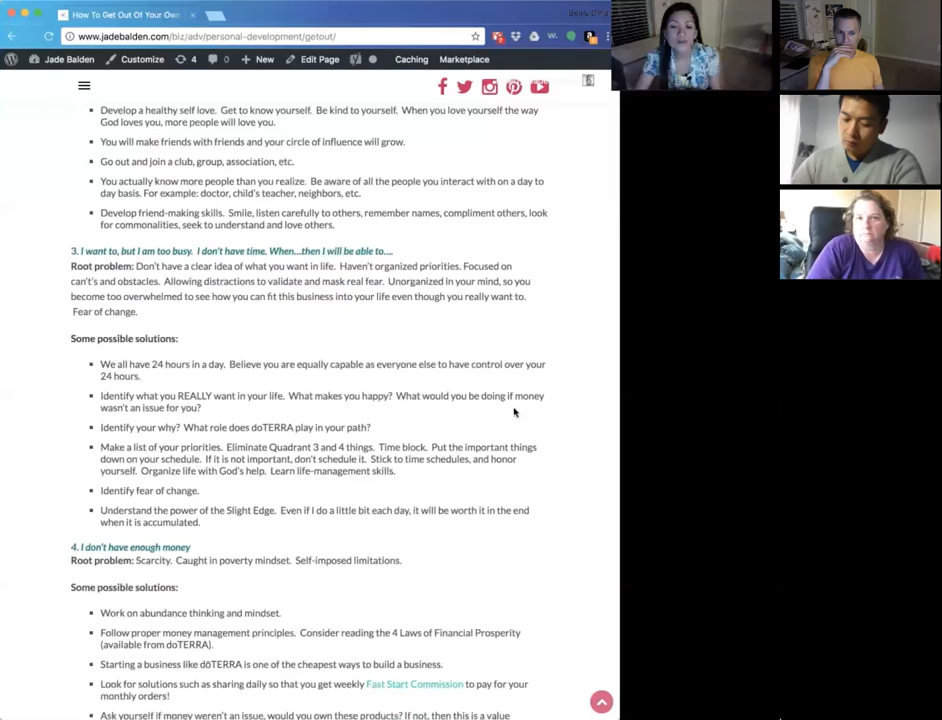 How To Get Out Of Your Own
www.jadebalden.com/biz/adv/personal-development/getout/
Jade Balden Customize 4 0 New Edit Page Caching Marketplace
Develop a healthy self love. Get to know yourself. Be kind to yourself. When you love yourself the way
God loves you, more people will love you.
You will make friends with friends and your circle of influence will grow.
Go out and join a club, group, association, etc.
You actually know more people than you realize. Be aware of all the people you interact with on a day to
day basis. For example: doctor, child's teacher, neighbors, etc.
Develop friend-making skills. Smile, listen carefully to others, remember names, compliment others, look
for commonalities, seek to understand and love others.
3. I want to, but I am too busy. I don't have time. When...then I will be able to....
Root problem: Don't have a clear idea of what you want in life. Haven't organized priorities. Focused on
can't's and obstacles. Allowing distractions to validate and mask real fear. Unorganized in your mind, so you
become too overwhelmed to see how you can fit this business into your life even though you really want to.
Fear of change.
Some possible solutions:
We all have 24 hours in a day. Believe you are equally capable as everyone else to have control over your
24 hours.
Identify what you REALLY want in your life. What makes you happy? What would you be doing if money
wasn't an issue for you?
Identify your why? What role does doTERRA play in your path?
Make a list of your priorities. Eliminate Quadrant 3 and 4 things. Time block. Put the important things
down on your schedule. If it is not important, don't schedule it. Stick to time schedules, and honor
yourself. Organize life with God's help. Learn life-management skills.
Identify fear of change.
Understand the power of the Slight Edge. Even if I do a little bit each day, it will be worth it in the end
when it is accumulated.
4. I don't have enough money
Root problem: Scarcity. Caught in poverty mindset. Self-imposed limitations.
Some possible solutions:
Work on abundance thinking and mindset.
Follow proper money management principles. Consider reading the 4 Laws of Financial Prosperity
(available from doTERRA).
Starting a business like dōTERRA is one of the cheapest ways to build a business.
Look for solutions such as sharing daily so that you get weekly Fast Start Commission to pay for your
monthly orders!
Ask yourself if money weren't an issue, would you own these products? If not, then this is a value